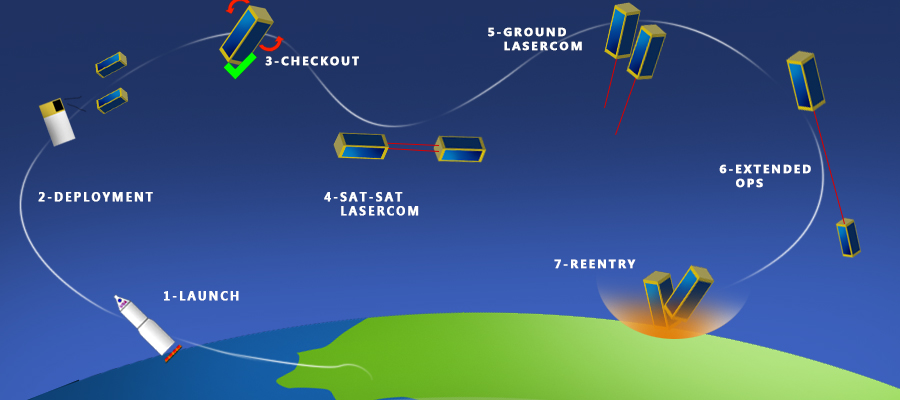 1-LAUNCH
2-DEPLOYMENT
3-CHECKOUT
4-SAT-SAT
LASERCOM
5-GROUND
LASERCOM
6-EXTENDED
OPS
7-REENTRY